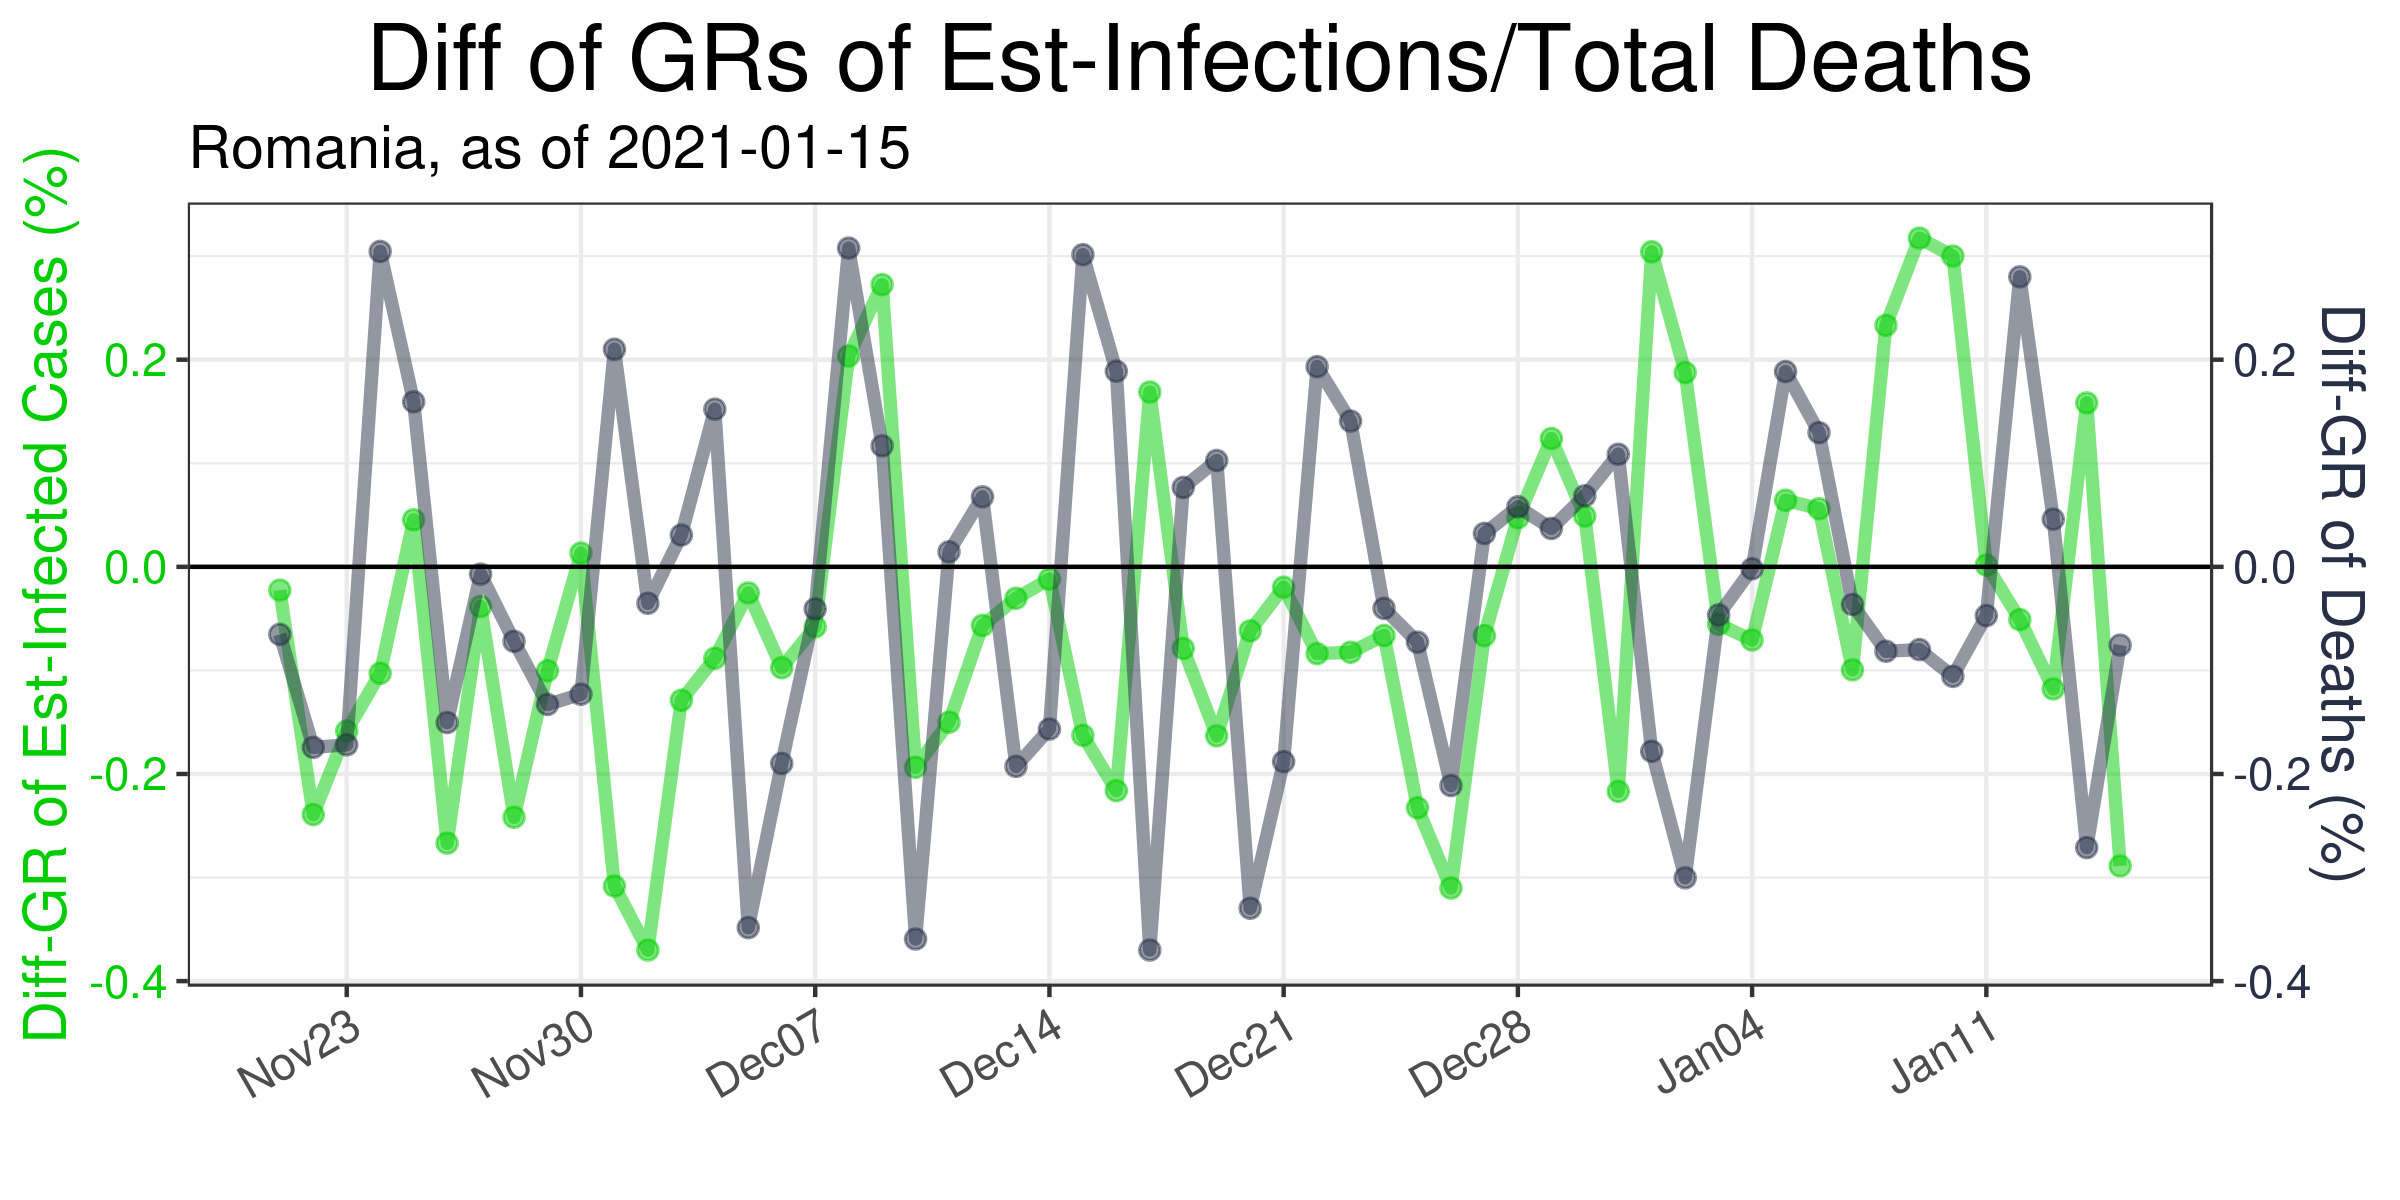 Diff of GRs of Est-Infections/Total Deaths
Romania, as of 2021-01-15
Diff-GR of Est-Infected Cases (%)
0.2
0.0
-0.2
-0.4
0.2
0.0
-0.2
-0.4
Diff-GR of Deaths (%)
Nov23
Nov30
Dec07
Dec14
Dec21
Dec28
Jan04
Jan11